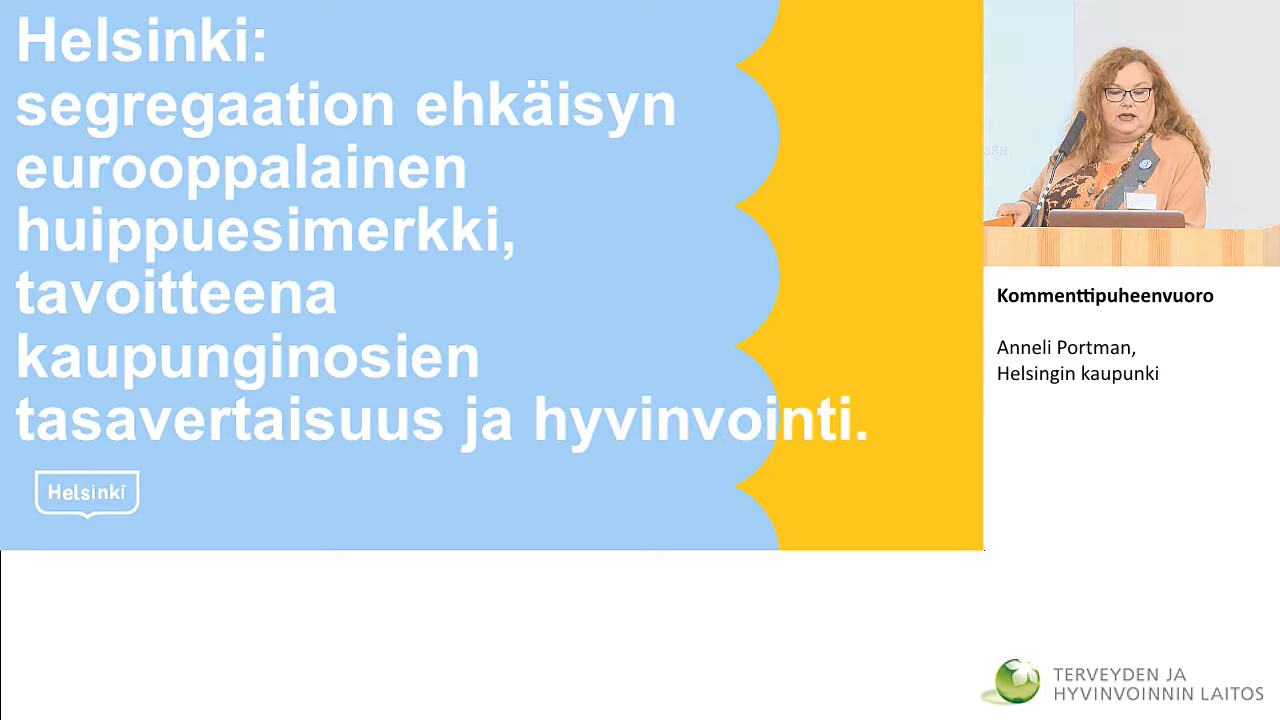 Helsinki:
segregaation ehkäisyn
eurooppalainen
huippuesimerkki,
tavoitteena
kaupunginosien
tasavertaisuus ja hyvinvointi.
Helsinki
ssa,
Kommenttipuheenvuoro
Anneli Portman,
Helsingin kaupunki
TERVEYDEN JA
HYVINVOINNIN LAITOS